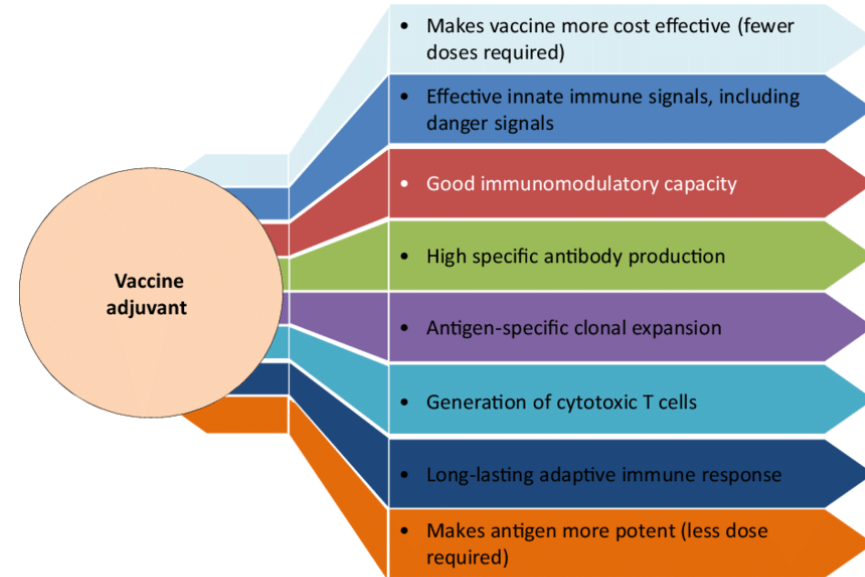 • Makes vaccine more cost effective (fewer
doses required)
• Effective innate immune signals, including
danger signals
• Good immunomodulatory capacity
• High specific antibody production
Vaccine
adjuvant
• Antigen-specific clonal expansion
• Generation of cytotoxic T cells
• Long-lasting adaptive immune response
• Makes antigen more potent (less dose
required)